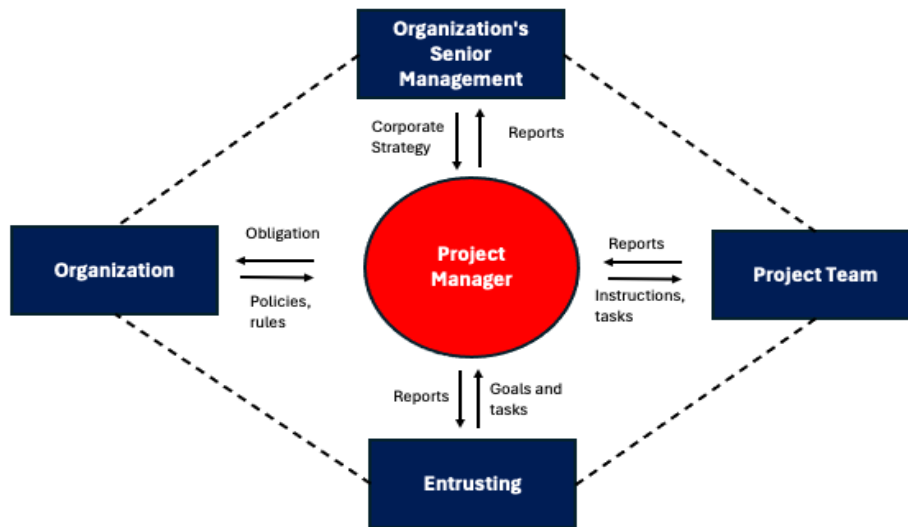 Organization's
Senior
Management
Corporate
Strategy
Reports
Obligation
Organization
Policies,
rules
Project
Manager
Reports
Instructions,
tasks
Project Team
Reports
Goals and
tasks
Entrusting